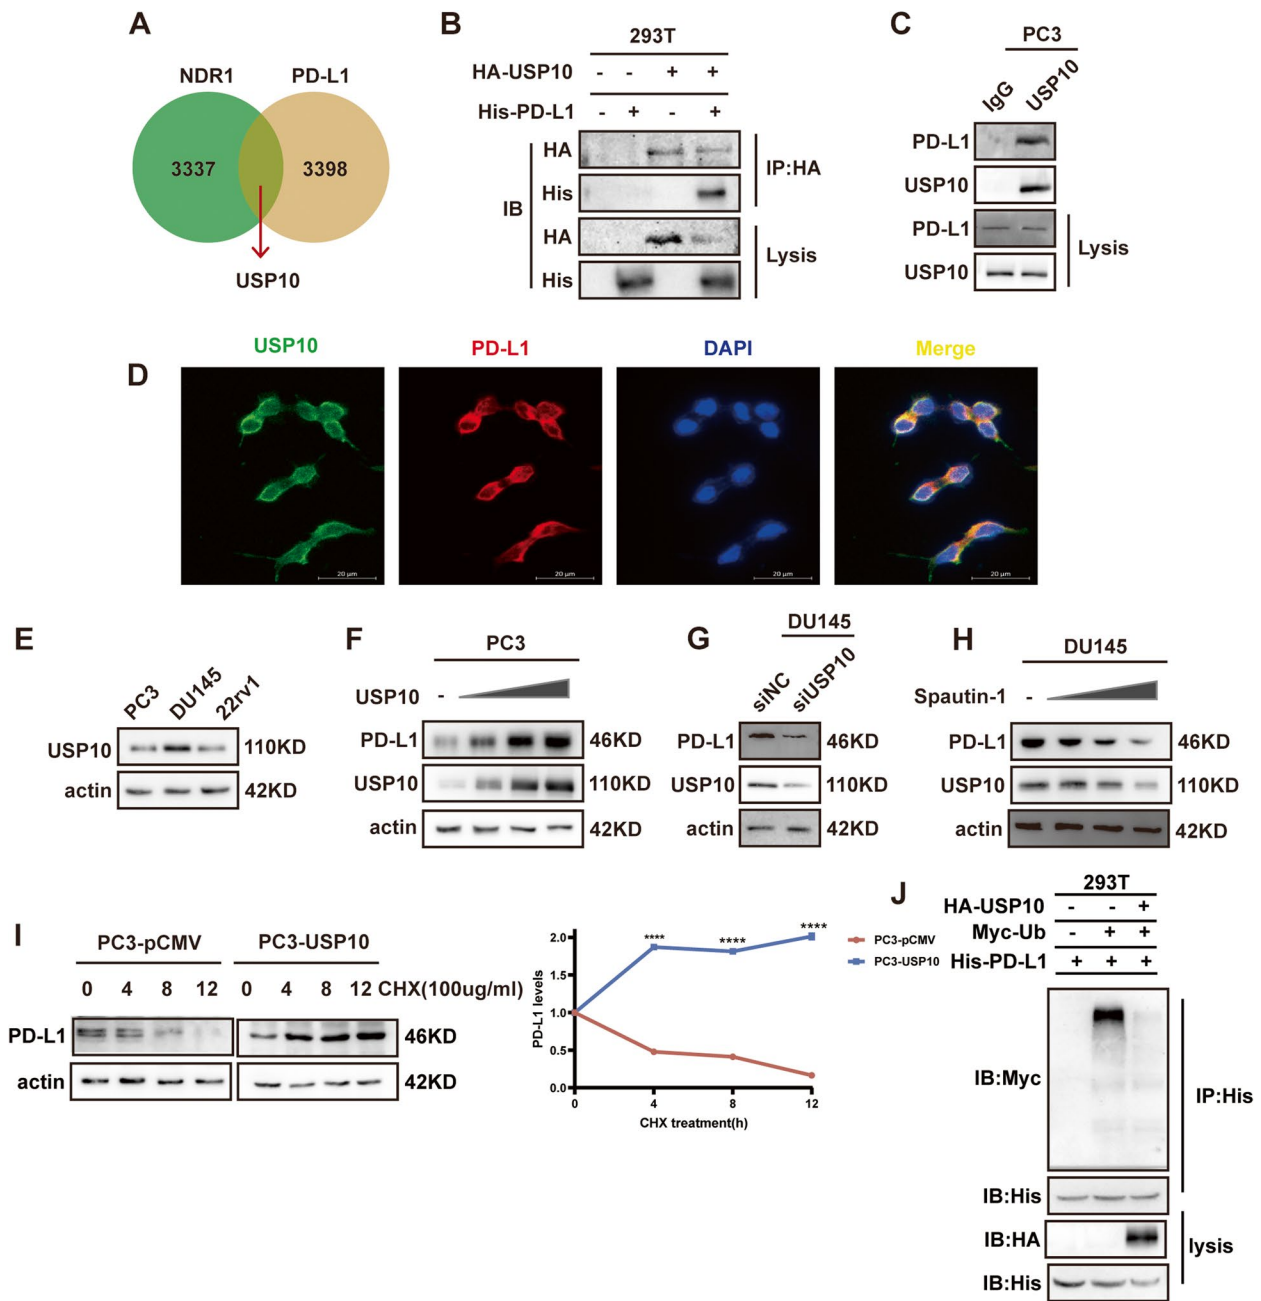 A
NDR1 PD-L1
3337 3398
USP10
B
293T
HA-USP10 - - + +
His-PD-L1 - + - +
IB
HA
His
IP:HA
HA
His
Lysis
C
PC3
IgG USP10
PD-L1
USP10
PD-L1
USP10
Lysis
D
USP10 PD-L1 DAPI Merge
20 μm 20 μm 20 μm 20 μm
E
PC3 DU145 22rv1
USP10 110KD
actin 42KD
F
PC3
USP10 -
PD-L1 46KD
USP10 110KD
actin 42KD
G
DU145
siNC siUSP10
PD-L1 46KD
USP10 110KD
actin 42KD
H
DU145
Spautin-1 -
PD-L1 46KD
USP10 110KD
actin 42KD
I
PC3-pCMV PC3-USP10
0 4 8 12 0 4 8 12 CHX(100ug/ml)
PD-L1 46KD
actin 42KD
PD-L1 levels
2.0
1.5
1.0
0.5
0.0
0 4 8 12
CHX treatment(h)
**** **** ****
PC3-pCMV
PC3-USP10
J
293T
HA-USP10 - - +
Myc-Ub - + +
His-PD-L1 + + +
IB:Myc
IB:His
IP:His
IB:HA
IB:His
lysis